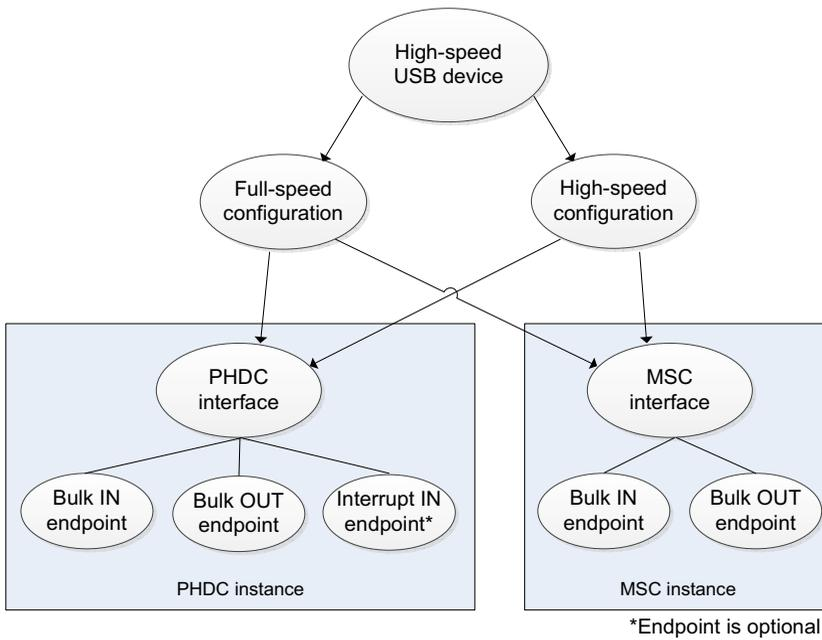 High-speed
USB device
Full-speed
configuration
High-speed
configuration
PHDC
interface
MSC
interface
Bulk IN
endpoint
Bulk OUT
endpoint
Interrupt IN
endpoint*
Bulk IN
endpoint
Bulk OUT
endpoint
PHDC instance
MSC instance
*Endpoint is optional